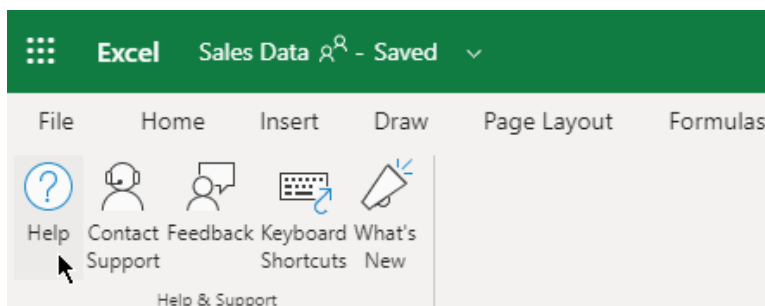 Excel Sales Data - Saved
File Home Insert Draw Page Layout Formulas
Help Contact Support Feedback Keyboard Shortcuts What's New
Help & Support